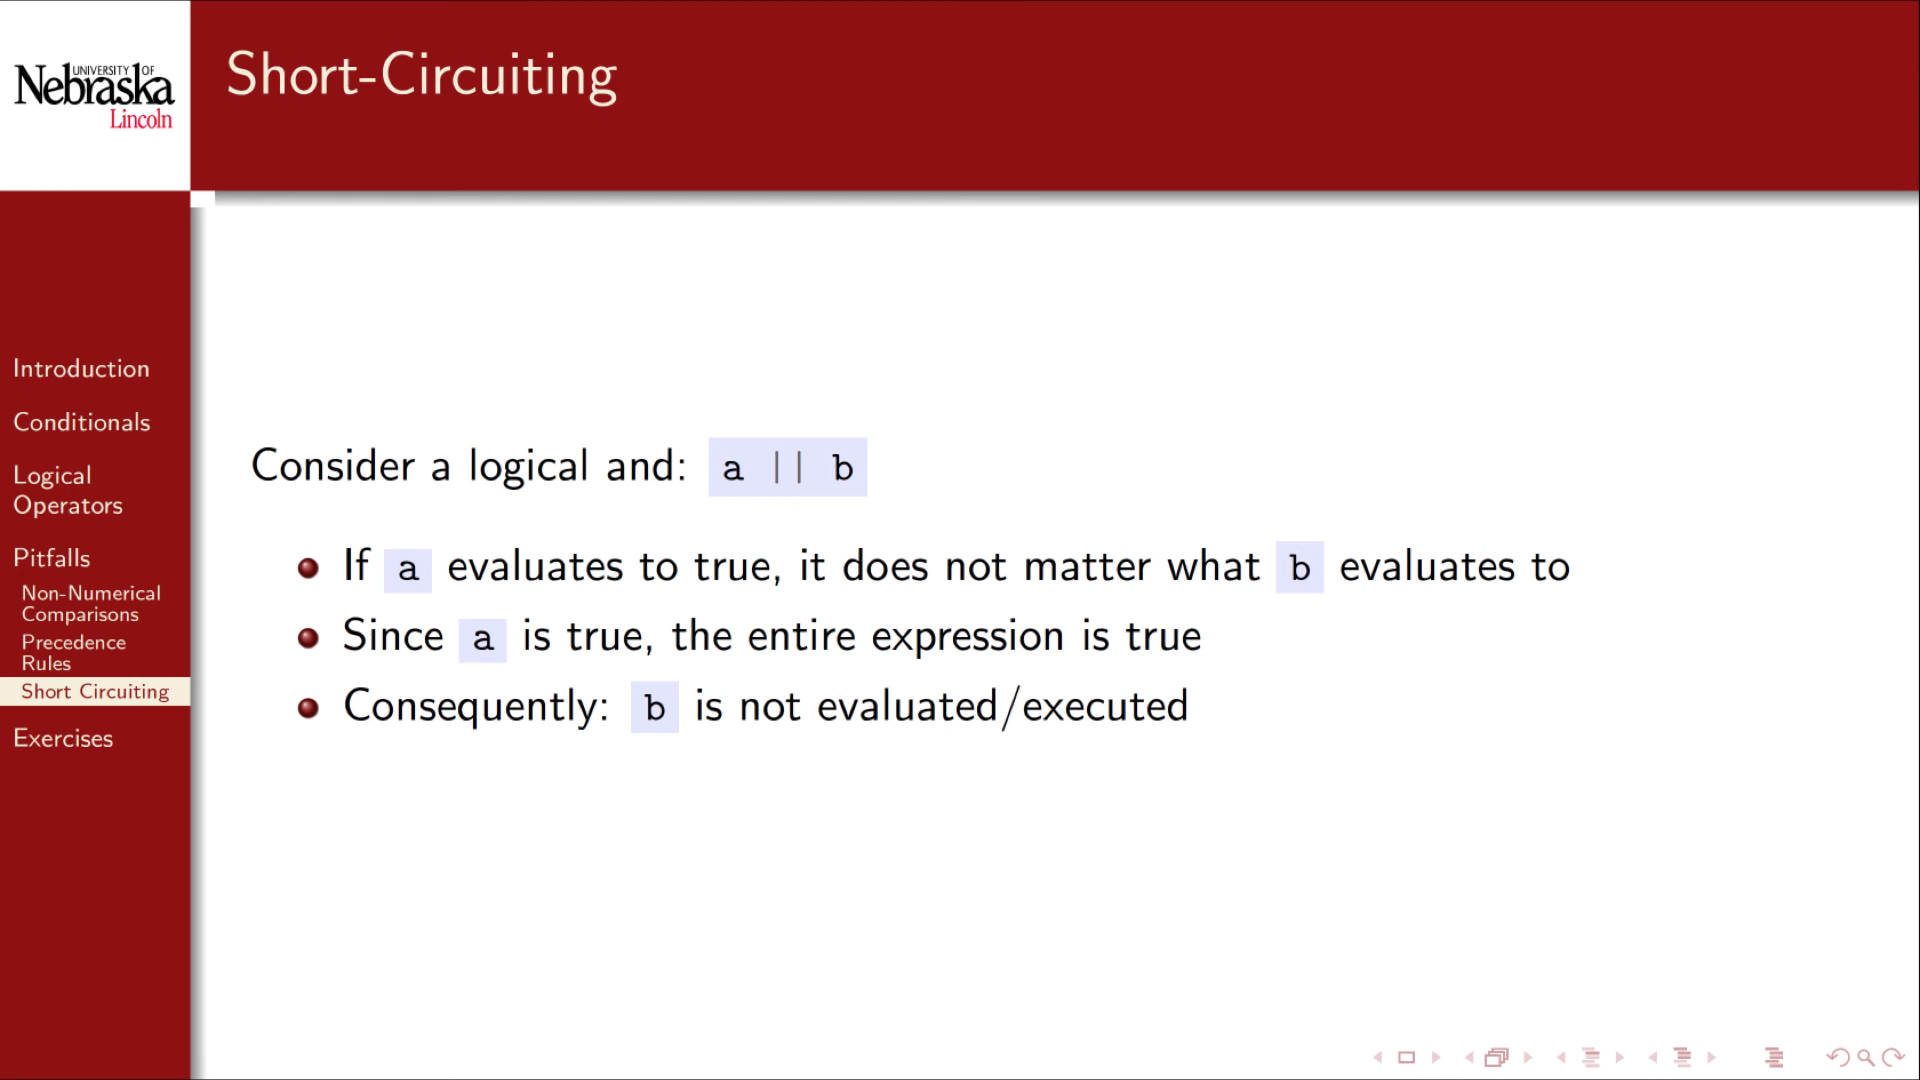 UNIVERSITY OF
Nebraska
Lincoln
Short-Circuiting
Introduction
Conditionals
Logical
Operators
Pitfalls
Non-Numerical
Comparisons
Precedence
Rules
Short Circuiting
Exercises
Consider a logical and: a || b
If a evaluates to true, it does not matter what b evaluates to
Since a is true, the entire expression is true
Consequently: b is not evaluated/executed